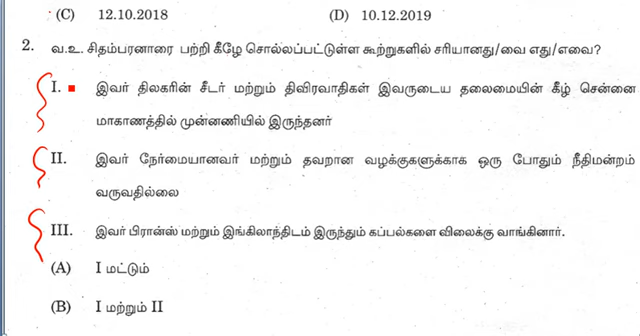 (C) 12.10.2018 (D) 10.12.2019
2. வ.உ. சிதம்பரனாரை பற்றி கீழே சொல்லப்பட்டுள்ள கூற்றுகளில் சரியானது/வை எது/எவை?
I. இவர் திலகரின் சீடர் மற்றும் திவிரவாதிகள் இவருடைய தலைமையின் கீழ் சென்னை
மாகாணத்தில் முன்னணியில் இருந்தனர்
II. இவர் நேர்மையானவர் மற்றும் தவறான வழக்குகளுக்காக ஒரு போதும் நீதிமன்றம்
வருவதில்லை
III. இவர் பிரான்ஸ் மற்றும் இங்கிலாந்திடம் இருந்தும் கப்பல்களை விலைக்கு வாங்கினார்.
(A) I மட்டும்
(B) I மற்றும் II